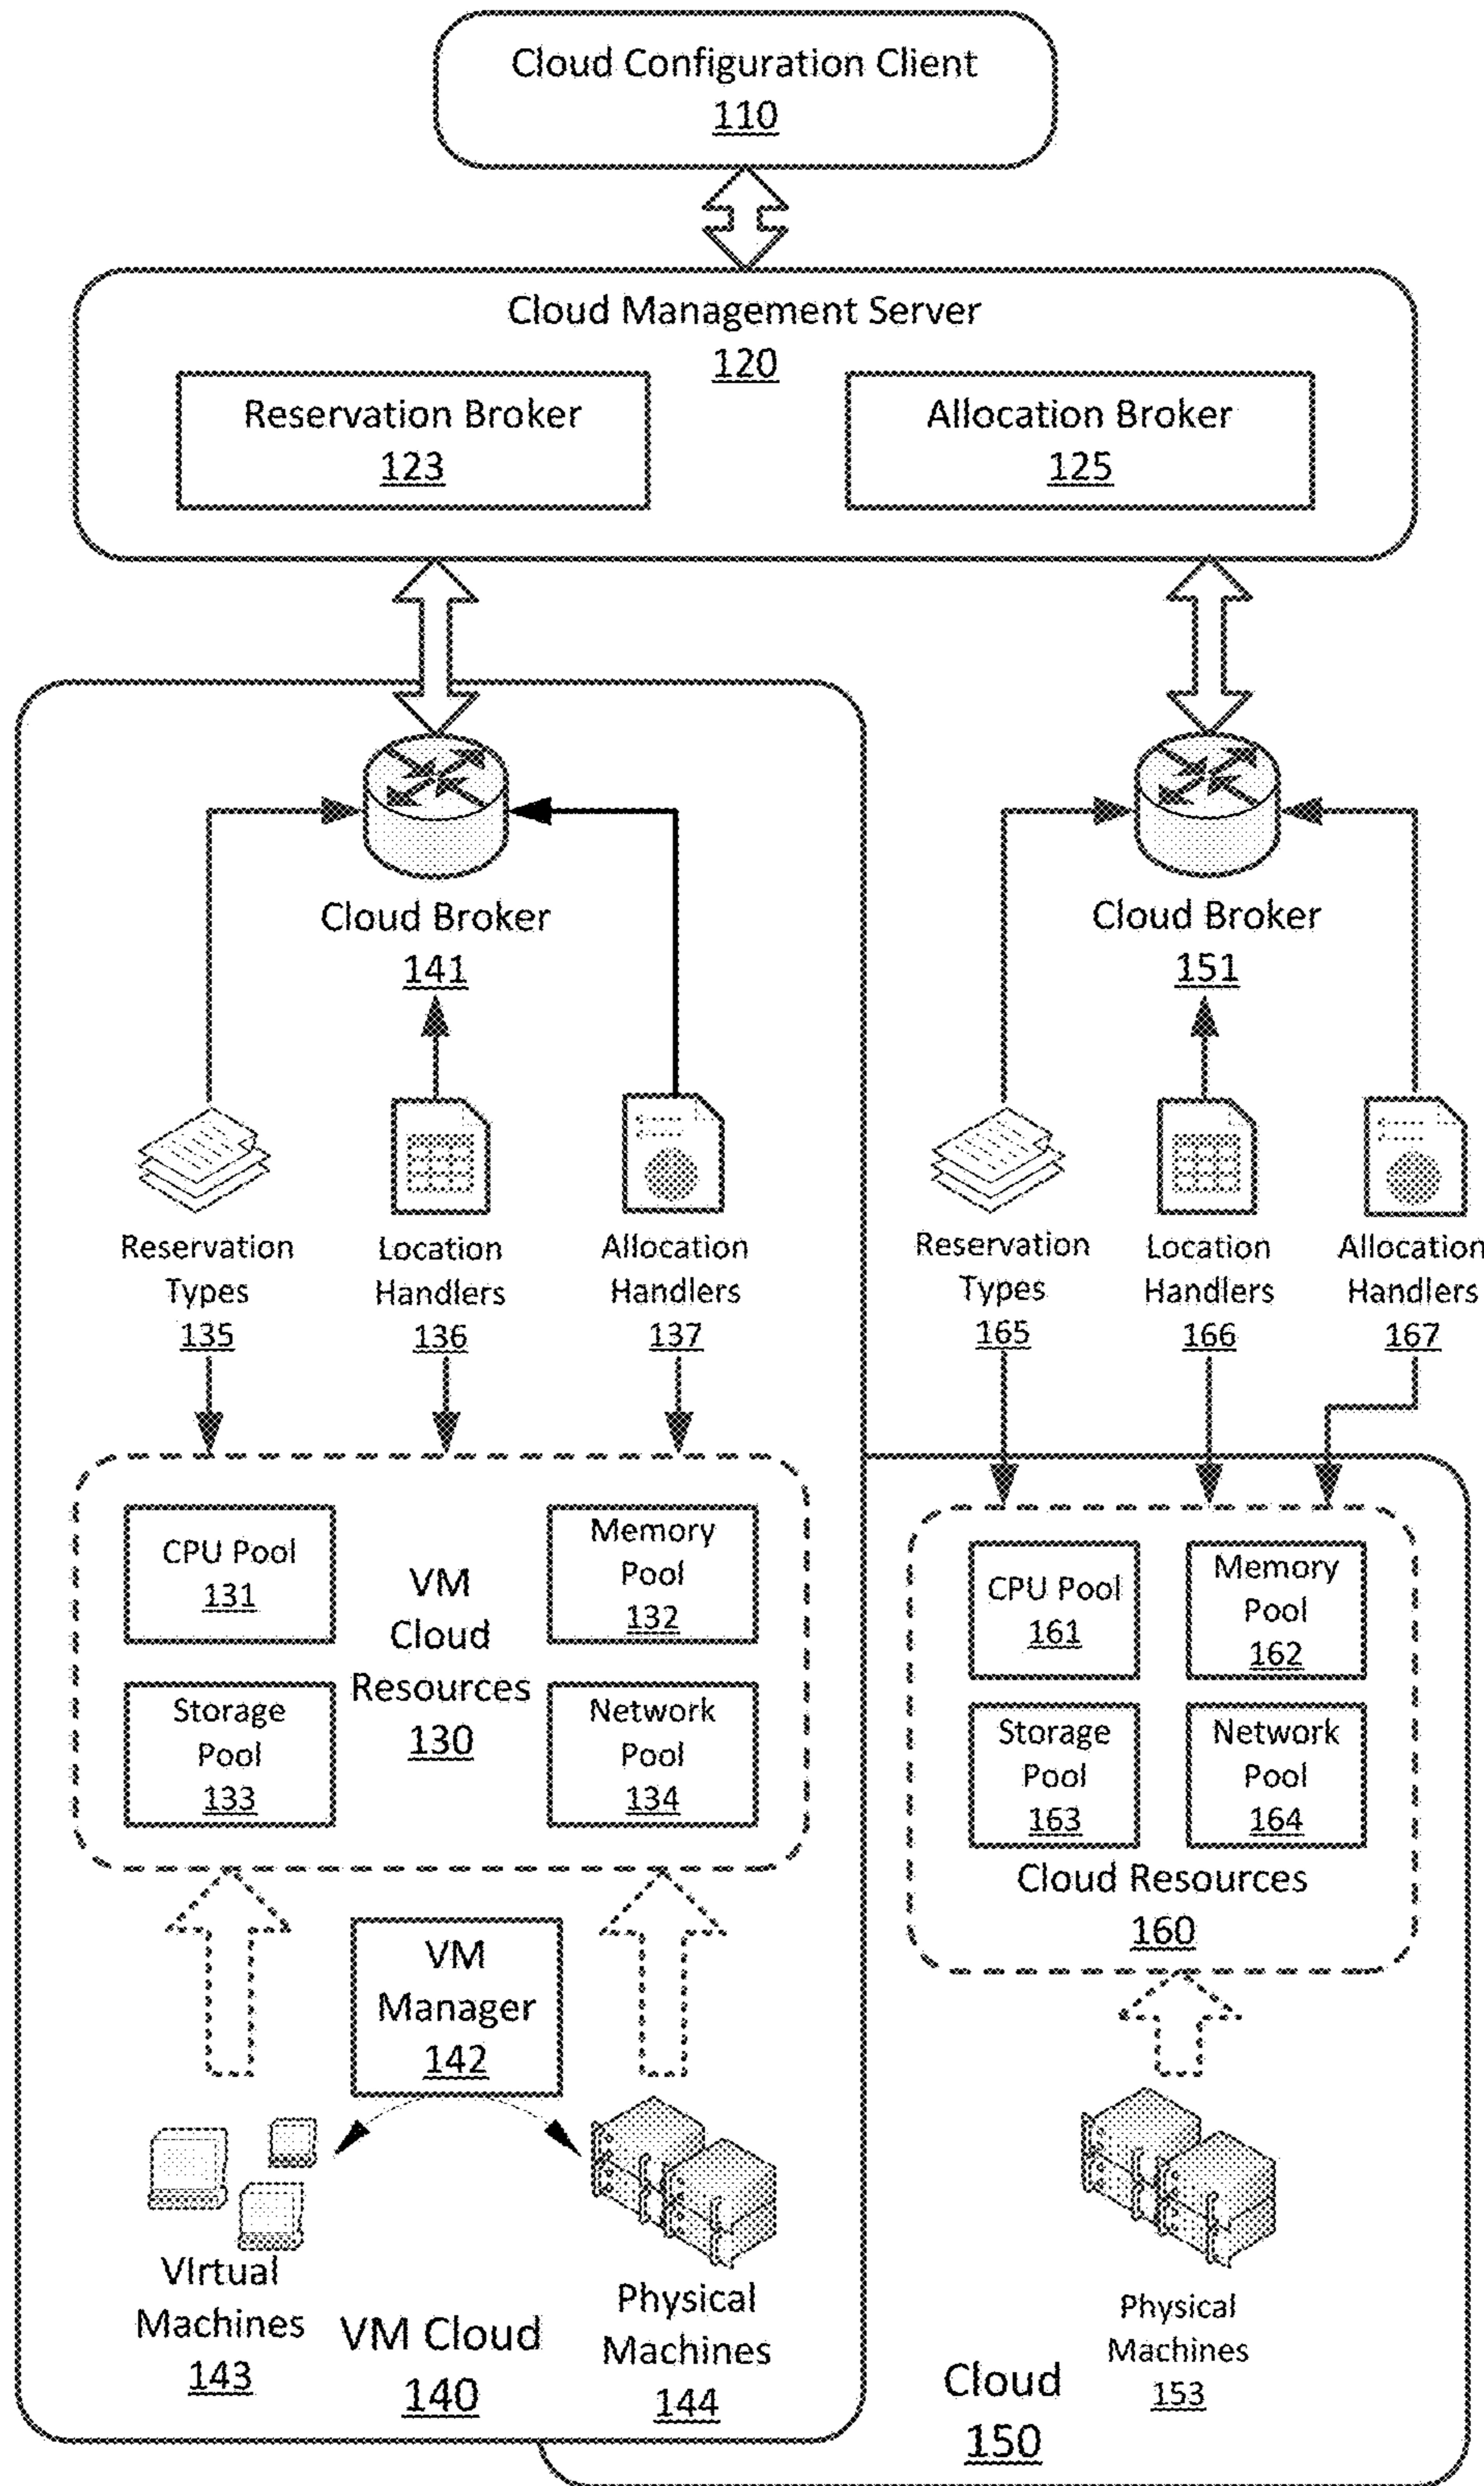 Cloud Configuration Client
110
Cloud Management Server
120
Reservation Broker
123
Allocation Broker
125
Cloud Broker
141
Cloud Broker
151
Reservation
Types
135
Location
Handlers
136
Allocation
Handlers
137
Reservation
Types
165
Location
Handlers
166
Allocation
Handlers
167
CPU Pool
131
Memory
Pool
132
VM
Cloud
Resources
130
Storage
Pool
133
Network
Pool
134
CPU Pool
161
Memory
Pool
162
Storage
Pool
163
Network
Pool
164
Cloud Resources
160
VM
Manager
142
VIrtual
Machines
143
VM Cloud
140
Physical
Machines
144
Physical
Machines
153
Cloud
150